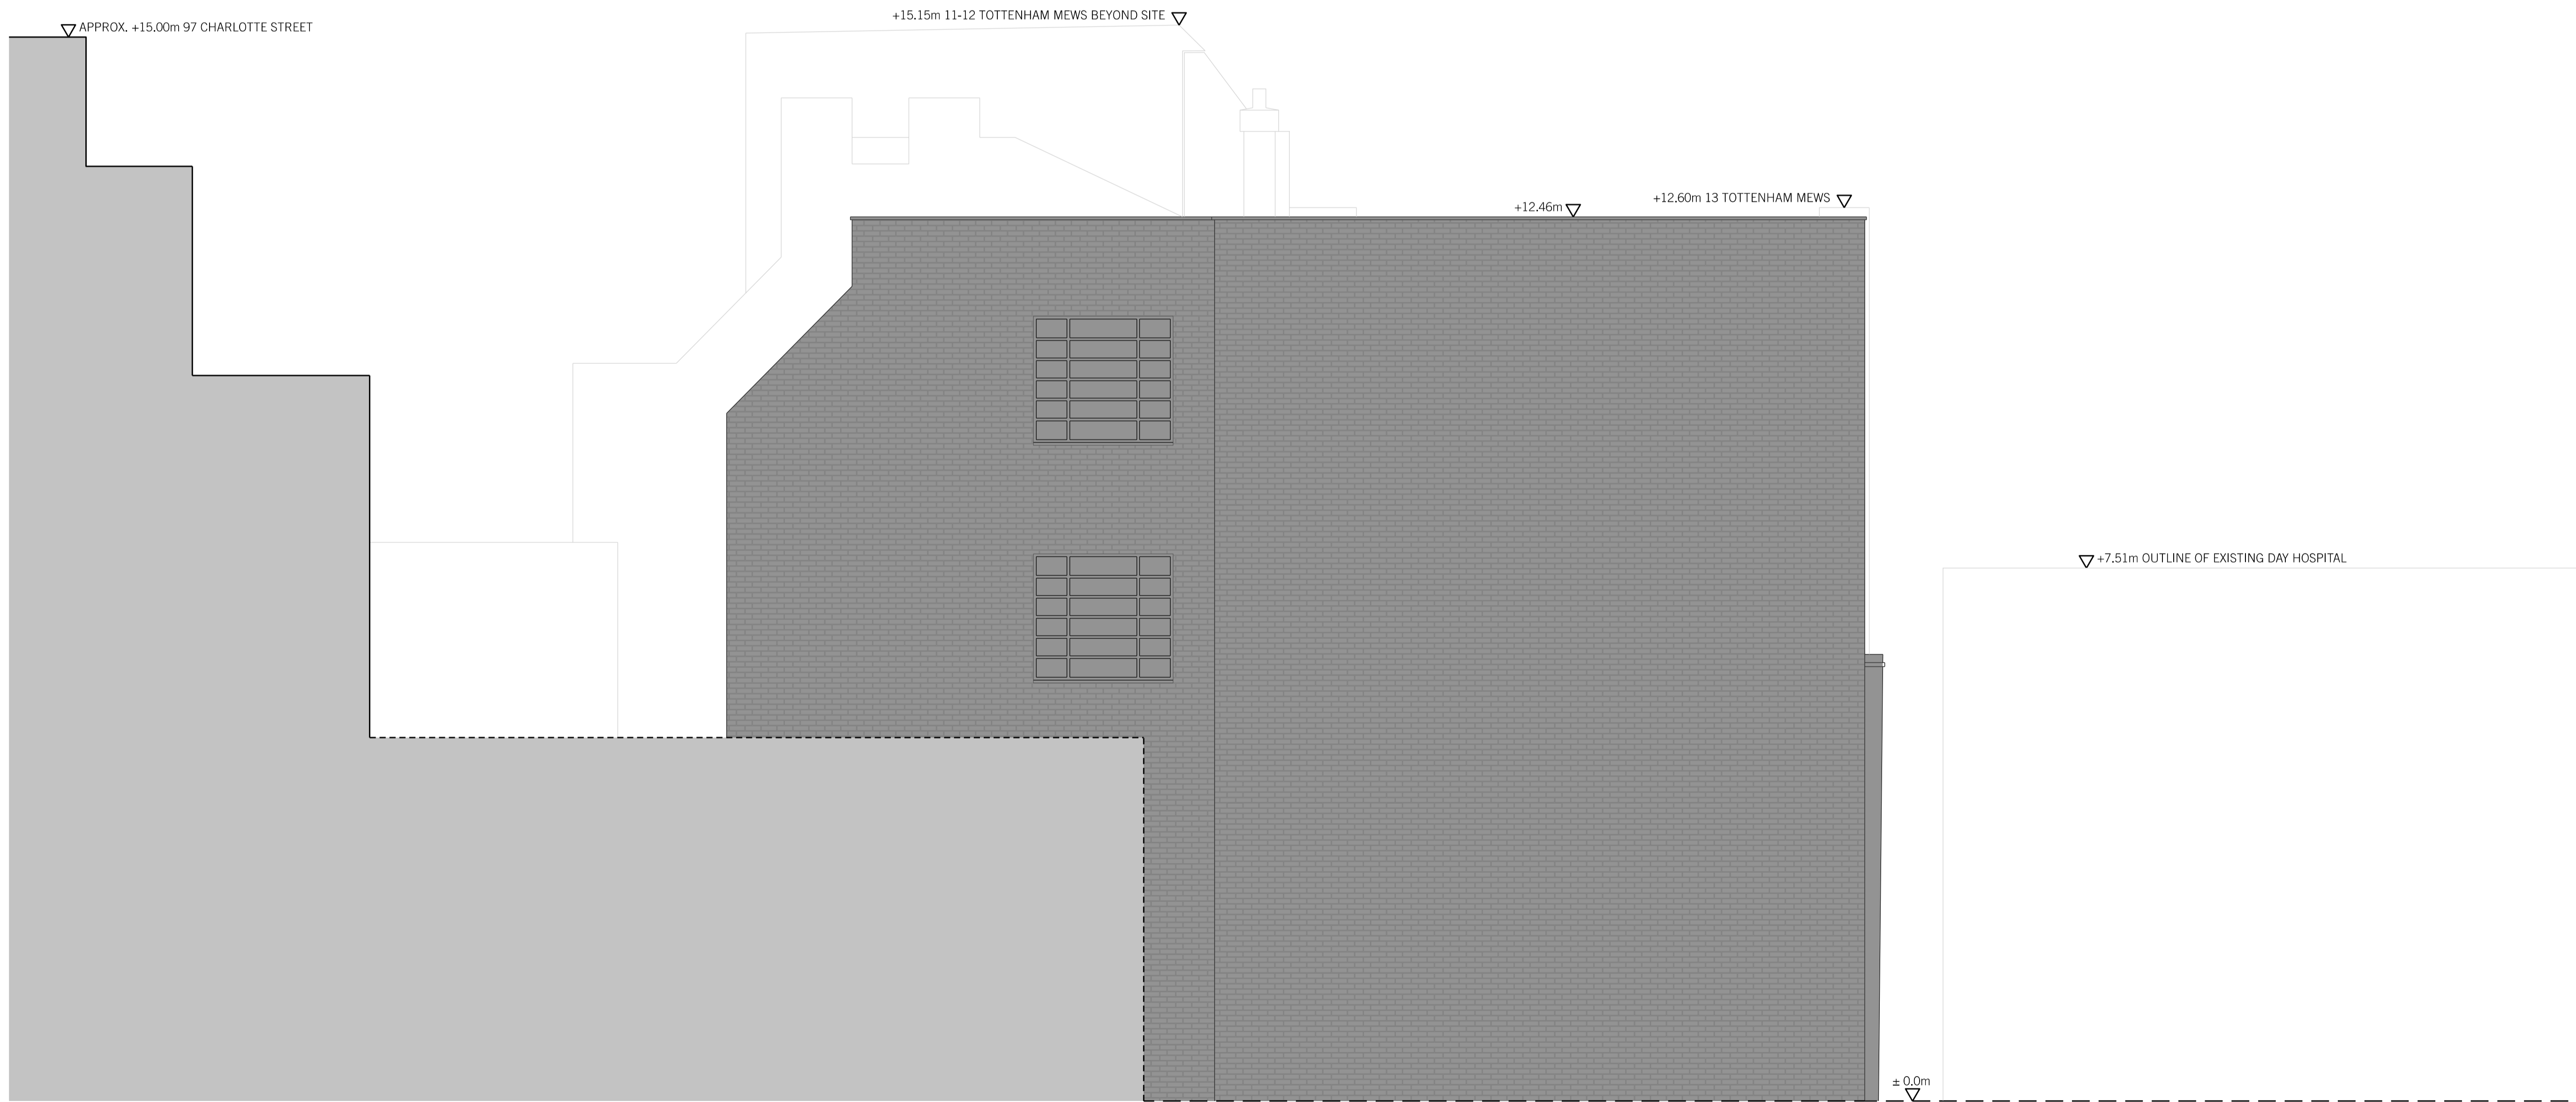 +15.15m 11-12 TOTTENHAM MEWS BEYOND SITE
APPROX. +15.00m 97 CHARLOTTE STREET
+12.60m 13 TOTTENHAM MEWS
+12.46m
+7.51m OUTLINE OF EXISTING DAY HOSPITAL
± 0.0m